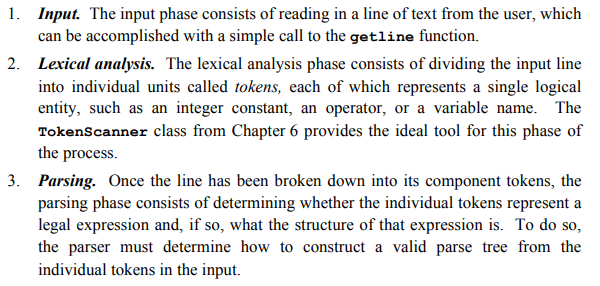 1. Input. The input phase consists of reading in a line of text from the user, which
can be accomplished with a simple call to the getline function.
2. Lexical analysis. The lexical analysis phase consists of dividing the input line
into individual units called tokens, each of which represents a single logical
entity, such as an integer constant, an operator, or a variable name. The
TokenScanner class from Chapter 6 provides the ideal tool for this phase of
the process.
3. Parsing. Once the line has been broken down into its component tokens, the
parsing phase consists of determining whether the individual tokens represent a
legal expression and, if so, what the structure of that expression is. To do so,
the parser must determine how to construct a valid parse tree from the
individual tokens in the input.